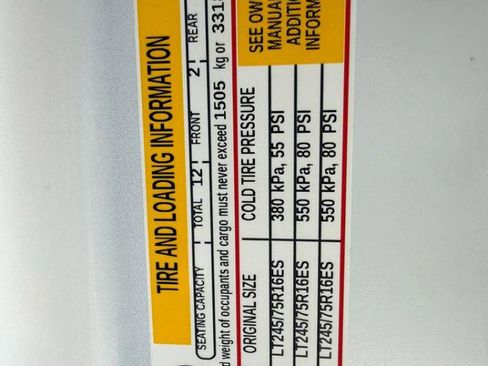 TIRE AND LOADING INFORMATION
SEATING CAPACITY TOTAL 12 FRONT 2 REAR
d weight of occupants and cargo must never exceed 1505 kg or 331
ORIGINAL SIZE COLD TIRE PRESSURE SEE OW
MANUA
ADDITI
INFORM
LT245/75R16ES 380 kPa, 55 PSI
LT245/75R16ES 550 kPa, 80 PSI
LT245/75R16ES 550 kPa, 80 PSI